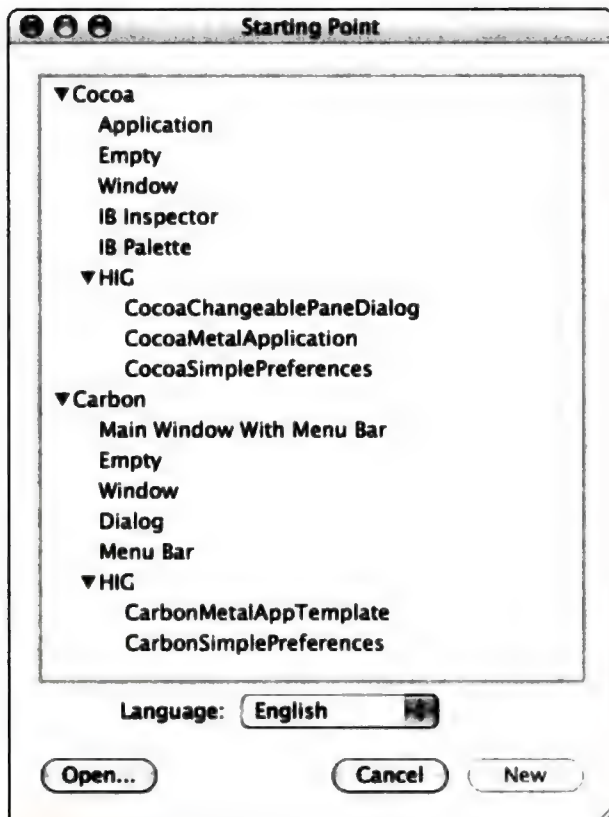 Starting Point
▼Cocoa
Application
Empty
Window
IB Inspector
IB Palette
▼HIG
CocoaChangeablePaneDialog
CocoaMetalApplication
CocoaSimplePreferences
▼Carbon
Main Window With Menu Bar
Empty
Window
Dialog
Menu Bar
▼HIG
CarbonMetalAppTemplate
CarbonSimplePreferences
Language: English
Open... Cancel New